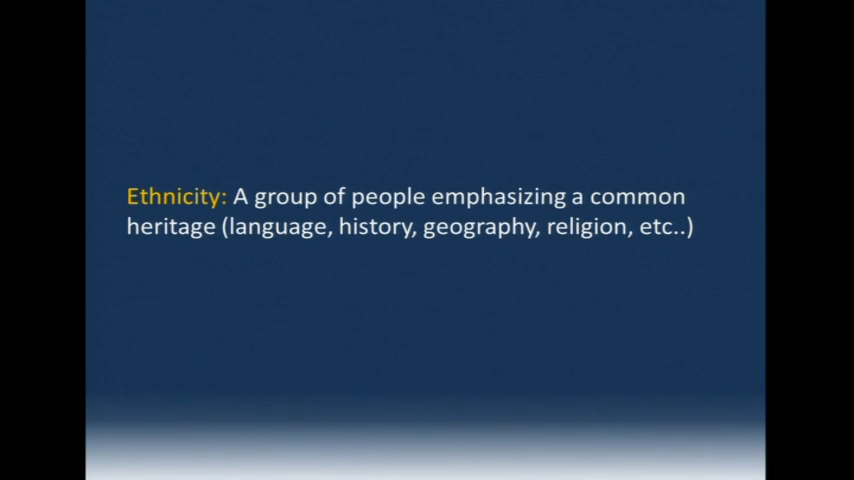 Ethnicity: A group of people emphasizing a common
heritage (language, history, geography, religion, etc..)